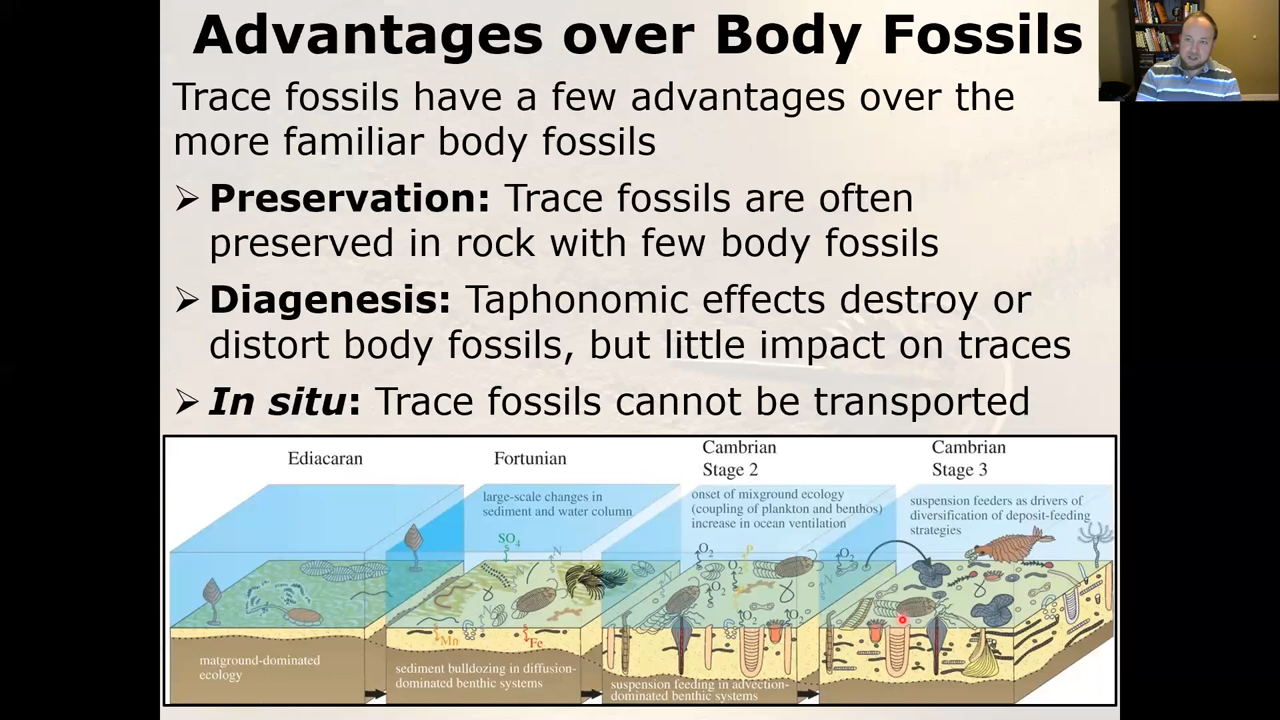 Advantages over Body Fossils
Trace fossils have a few advantages over the
more familiar body fossils
➢ Preservation: Trace fossils are often
preserved in rock with few body fossils
➢ Diagenesis: Taphonomic effects destroy or
distort body fossils, but little impact on traces
➢ In situ: Trace fossils cannot be transported
Ediacaran
Fortunian
Cambrian
Stage 2
Cambrian
Stage 3
large-scale changes in
sediment and water column
onset of mixground ecology
(coupling of plankton and benthos)
increase in ocean ventilation
suspension feeders as drivers of
diversification of deposit-feeding
strategies
SO4
N
N
Mn
Fe
O2
O2
O2
P
N
O2
O2
O2
N
matground-dominated
ecology
sediment bulldozing in diffusion-
dominated benthic systems
suspension feeding in advection-
dominated benthic systems